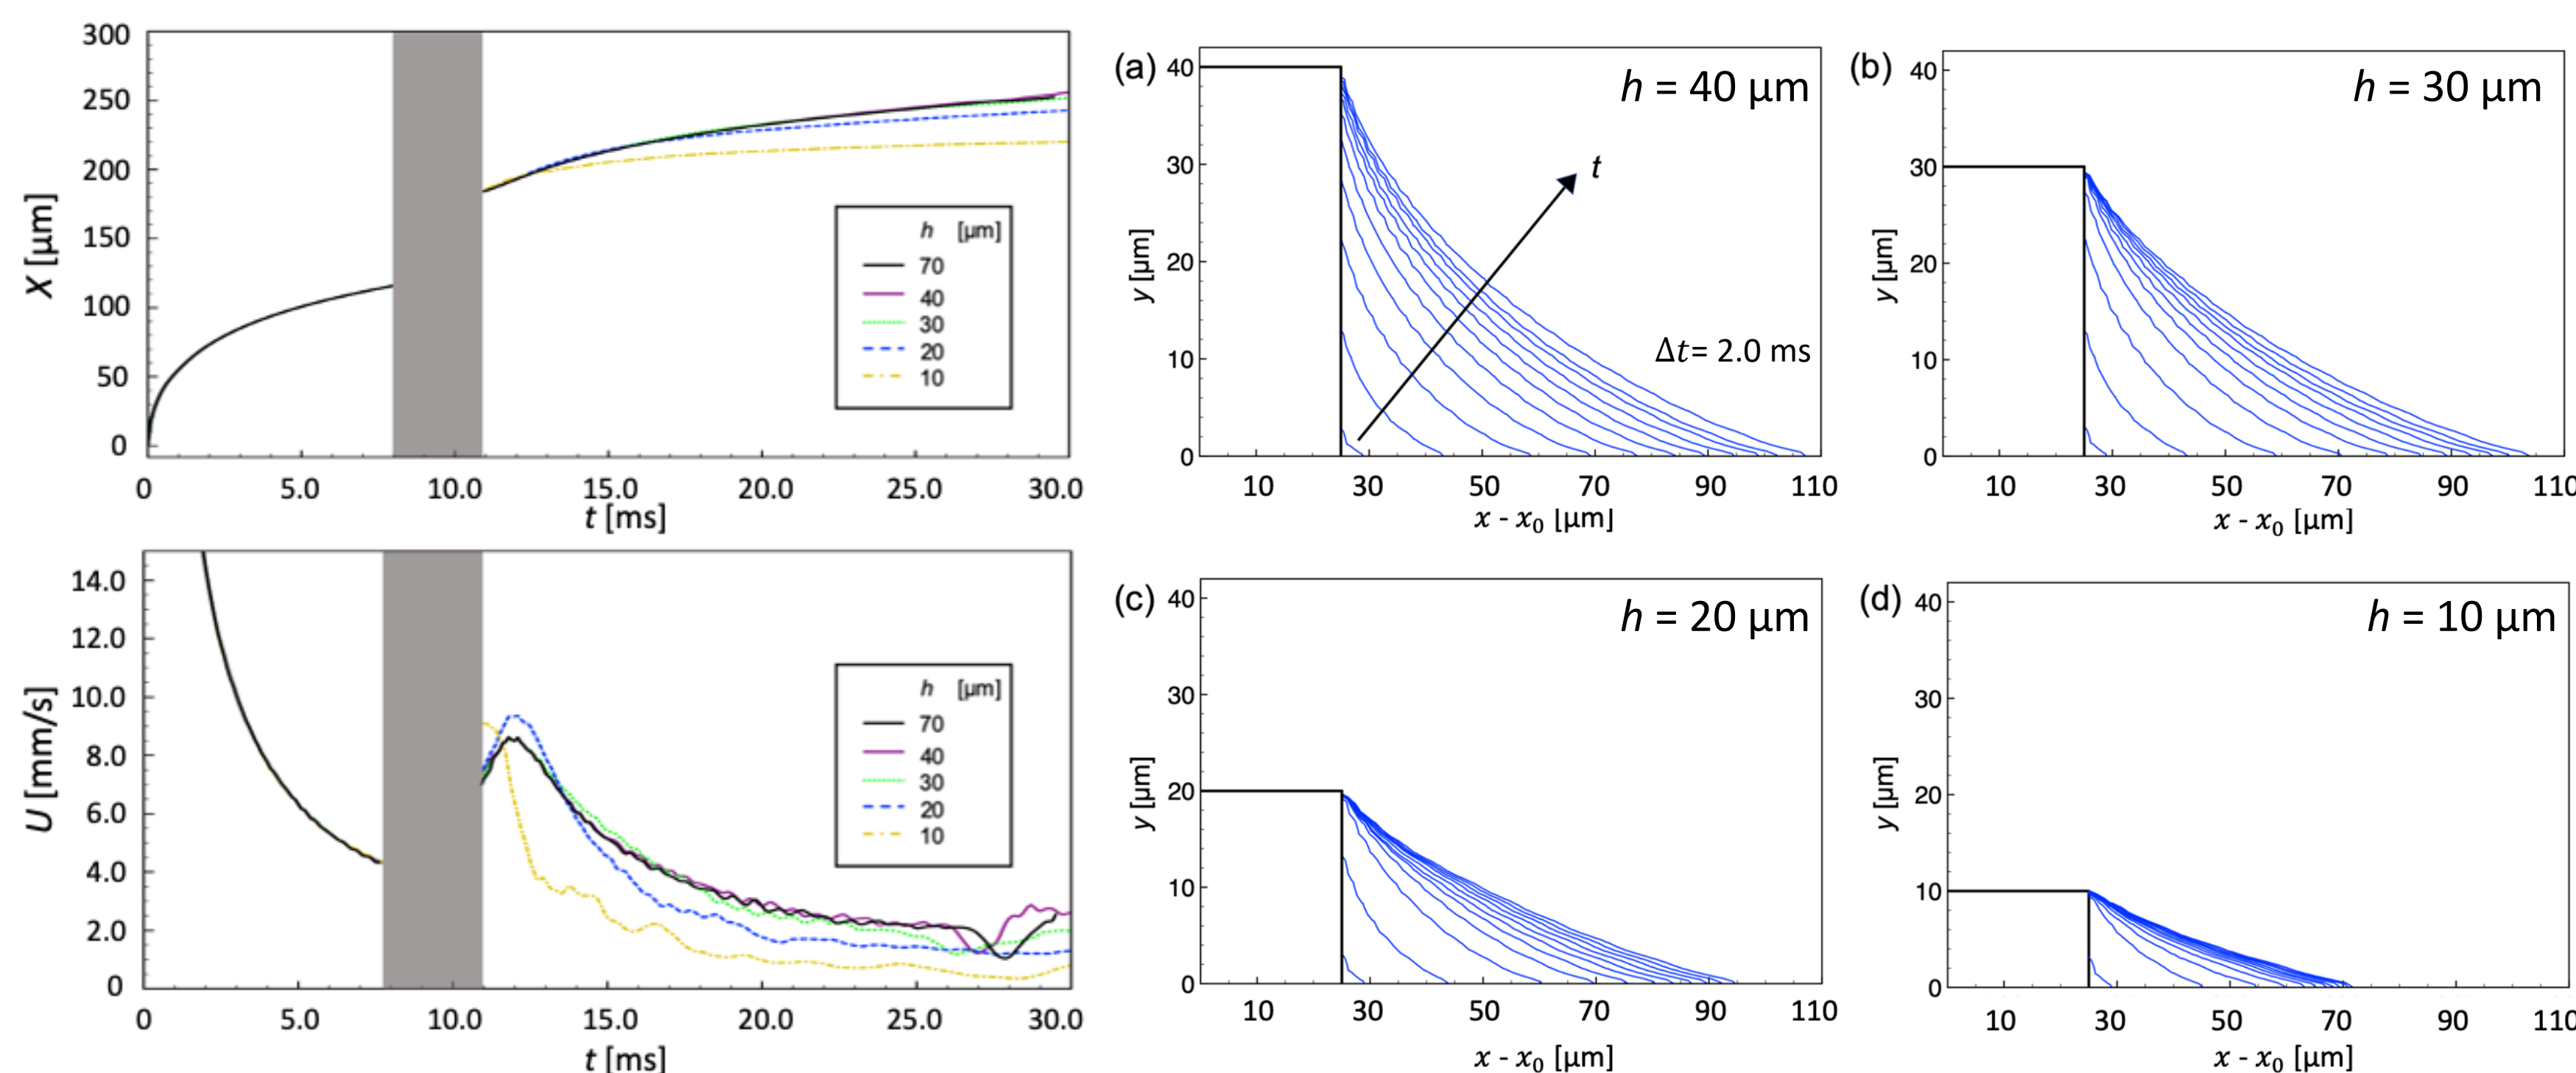 300
250
200
150
100
50
0
X [µm]
h [µm]
70
40
30
20
10
0 5.0 10.0 15.0 20.0 25.0 30.0
t [ms]
14.0
12.0
10.0
8.0
6.0
4.0
2.0
0
U [mm/s]
h [µm]
70
40
30
20
10
0 5.0 10.0 15.0 20.0 25.0 30.0
t [ms]
(a)
h = 40 µm
40
30
20
10
0
y [µm]
t
Δt= 2.0 ms
10 30 50 70 90 110
x - x₀ [µm]
(b)
h = 30 µm
40
30
20
10
0
y [µm]
10 30 50 70 90 110
x - x₀ [µm]
(c)
h = 20 µm
40
30
20
10
0
y [µm]
10 30 50 70 90 110
x - x₀ [µm]
(d)
h = 10 µm
40
30
20
10
0
y [µm]
10 30 50 70 90 110
x - x₀ [µm]